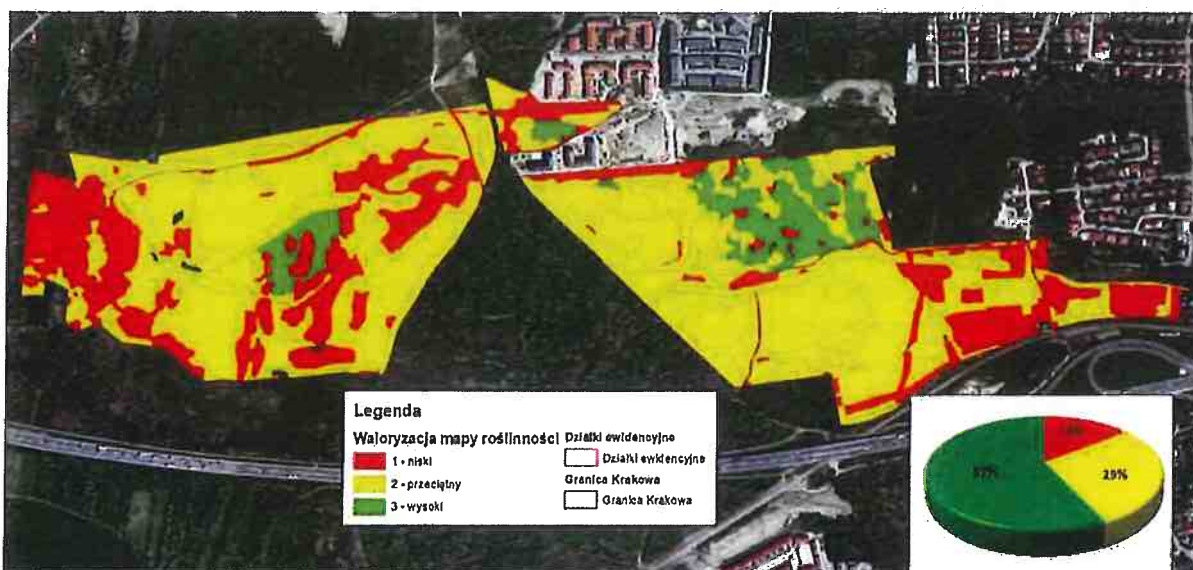 Legenda
Waloryzacja mapy roślinności
1 - niski
2 - przeciętny
3 - wysoki
Działki ewidencyjne
Działki ewidencyjne
Granica Krakowa
Granica Krakowa
29%